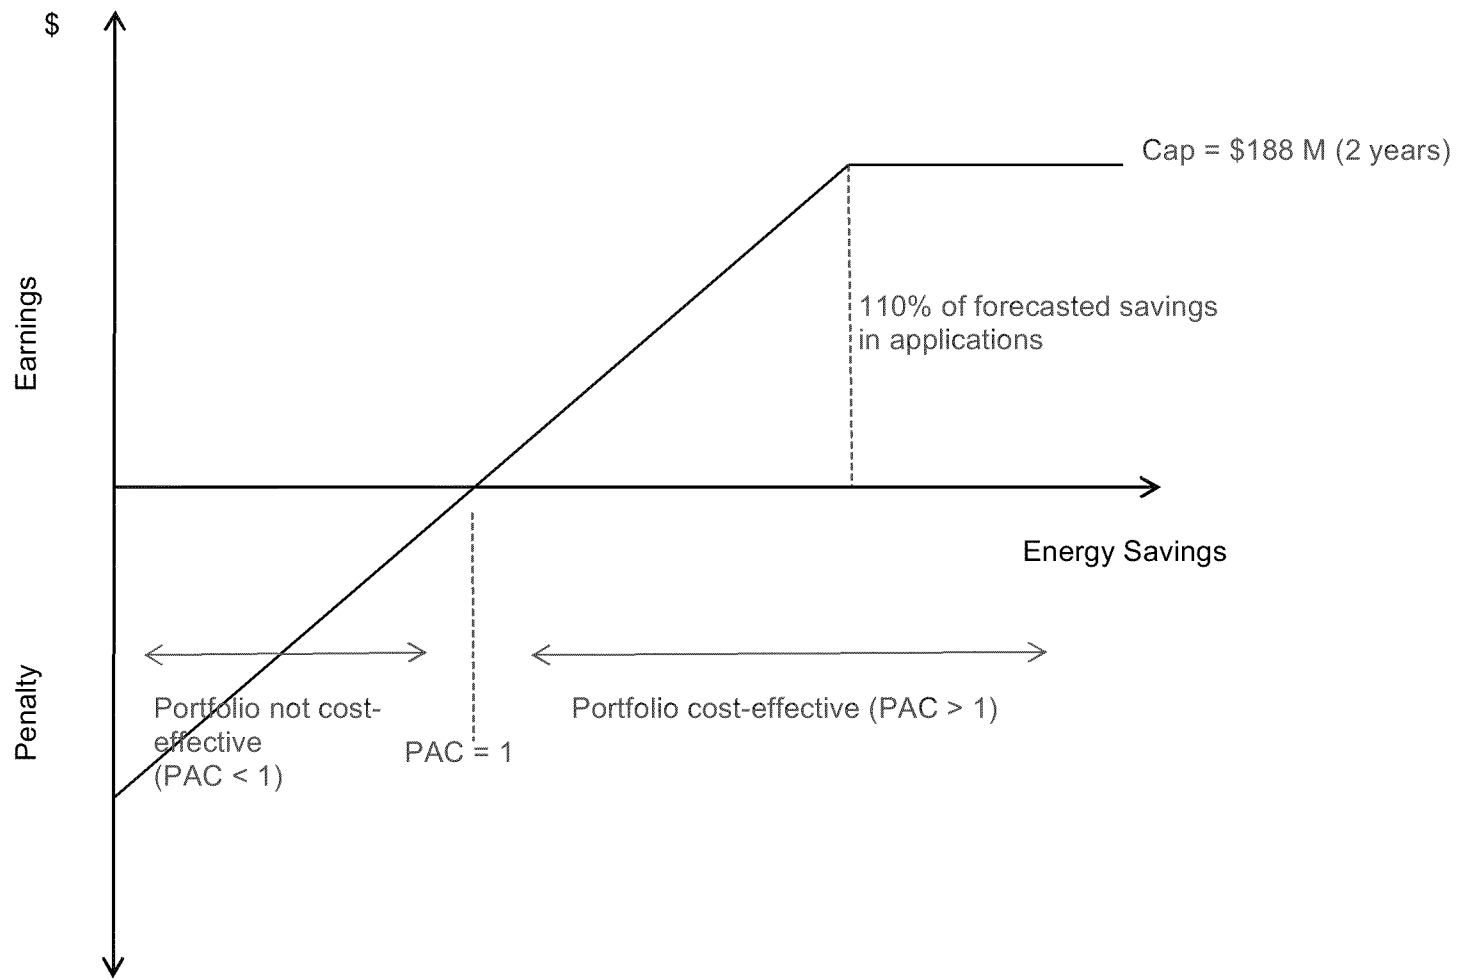 $
Cap = $188 M (2 years)
Earnings
110% of forecasted savings
in applications
Energy Savings
Penalty
Portfolio not cost-
effective
(PAC < 1)
PAC = 1
Portfolio cost-effective (PAC > 1)